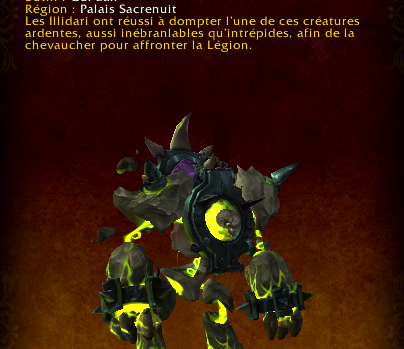 Région : Palais Sacrenuit
Les Illidari ont réussi à dompter l'une de ces créatures
ardentes, aussi inébranlables qu'intrépides, afin de la
chevaucher pour affronter la Légion.